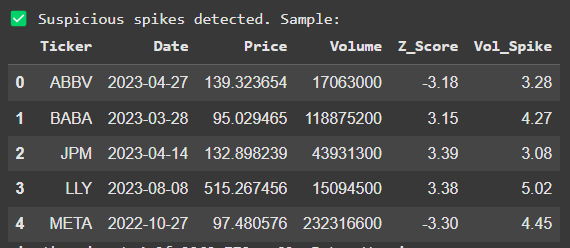 ✅ Suspicious spikes detected. Sample:
Ticker Date Price Volume Z_Score Vol_Spike
0 ABBV 2023-04-27 139.323654 17063000 -3.18 3.28
1 BABA 2023-03-28 95.029465 118875200 3.15 4.27
2 JPM 2023-04-14 132.898239 43931300 3.39 3.08
3 LLY 2023-08-08 515.267456 15094500 3.38 5.02
4 META 2022-10-27 97.480576 232316600 -3.30 4.45